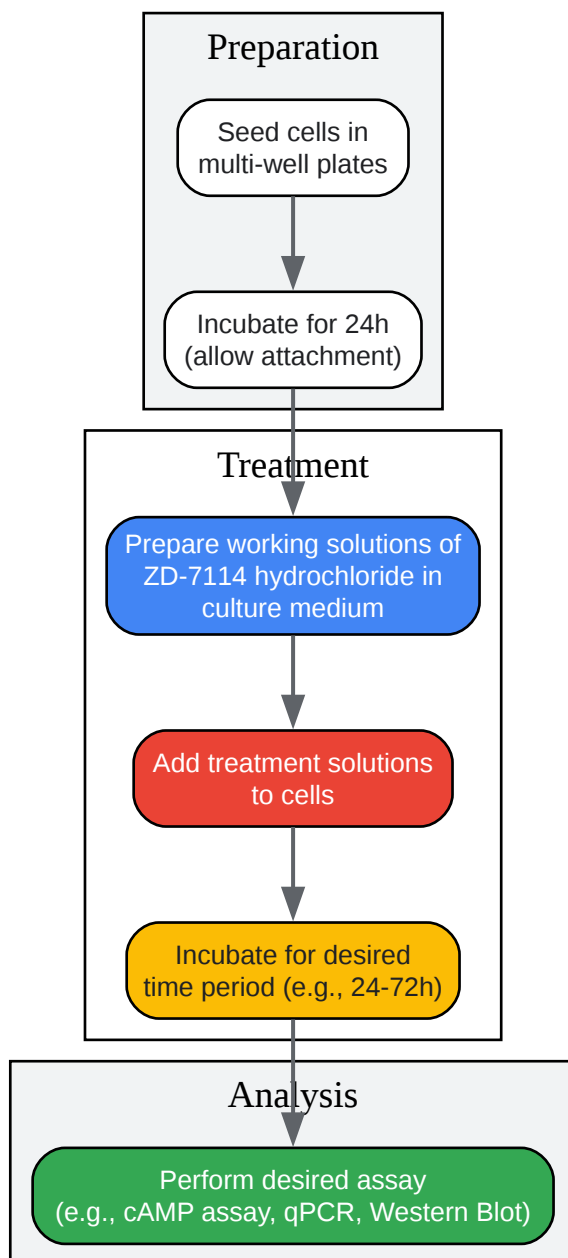 Preparation
Seed cells in
multi-well plates
Incubate for 24h
(allow attachment)
Treatment
Prepare working solutions of
ZD-7114 hydrochloride in
culture medium
Add treatment solutions
to cells
Incubate for desired
time period (e.g., 24-72h)
Analysis
Perform desired assay
(e.g., cAMP assay, qPCR, Western Blot)